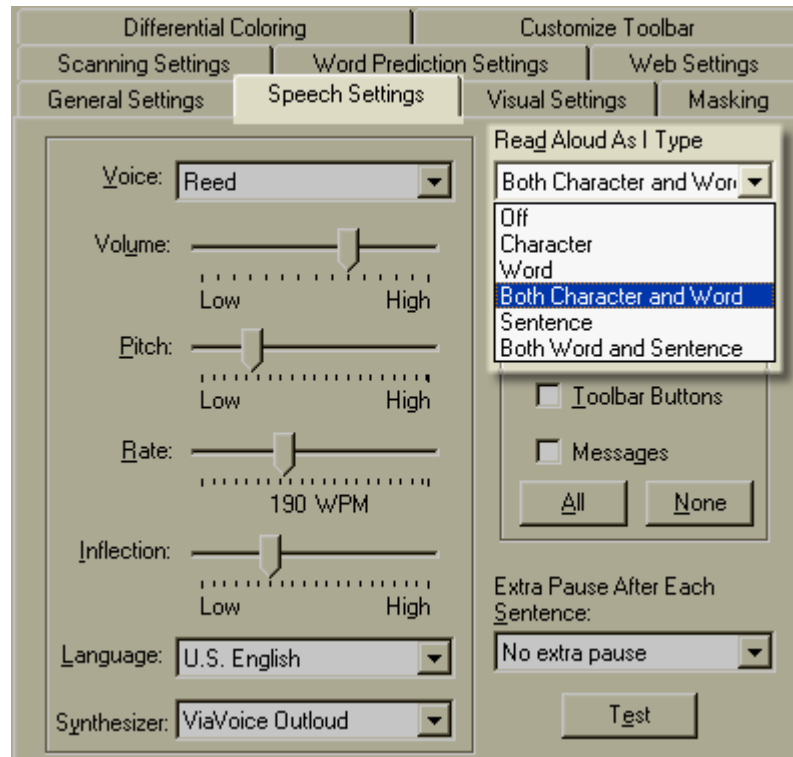 Differential Coloring
Customize Toolbar
Scanning Settings
Word Prediction Settings
Web Settings
General Settings
Speech Settings
Visual Settings
Masking
Voice:
Reed
Volume:
Low
High
Pitch:
Low
High
Rate:
190 WPM
Inflection:
Low
High
Language:
U.S. English
Synthesizer:
ViaVoice Outloud
Read Aloud As I Type
Both Character and Wor
Off
Character
Word
Both Character and Word
Sentence
Both Word and Sentence
Toolbar Buttons
Messages
All
None
Extra Pause After Each
Sentence:
No extra pause
Test